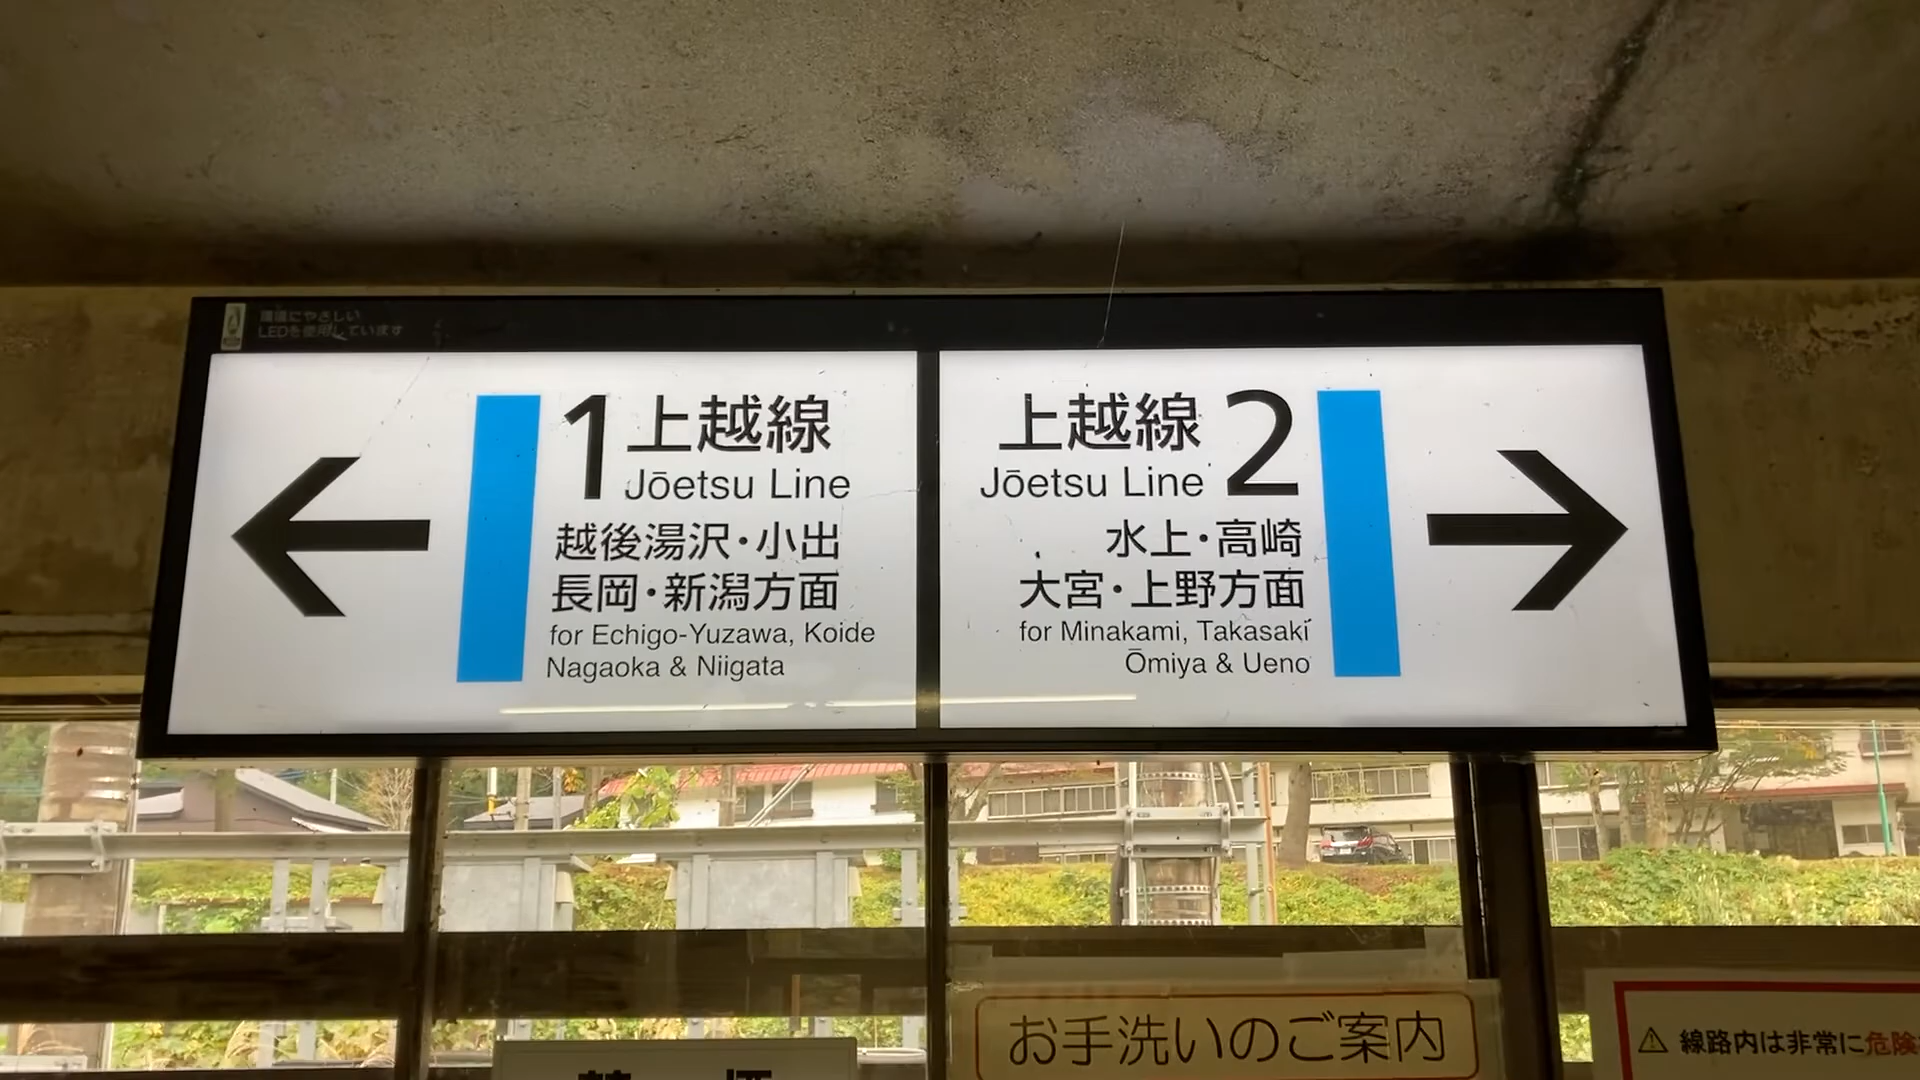 環境にやさしい
LEDを使用しています
1 上越線
Jōetsu Line
越後湯沢・小出
長岡・新潟方面
for Echigo-Yuzawa, Koide
Nagaoka & Niigata
上越線 2
Jōetsu Line
水上・高崎
大宮・上野方面
for Minakami, Takasaki
Ōmiya & Ueno
お手洗いのご案内
線路内は非常に危険